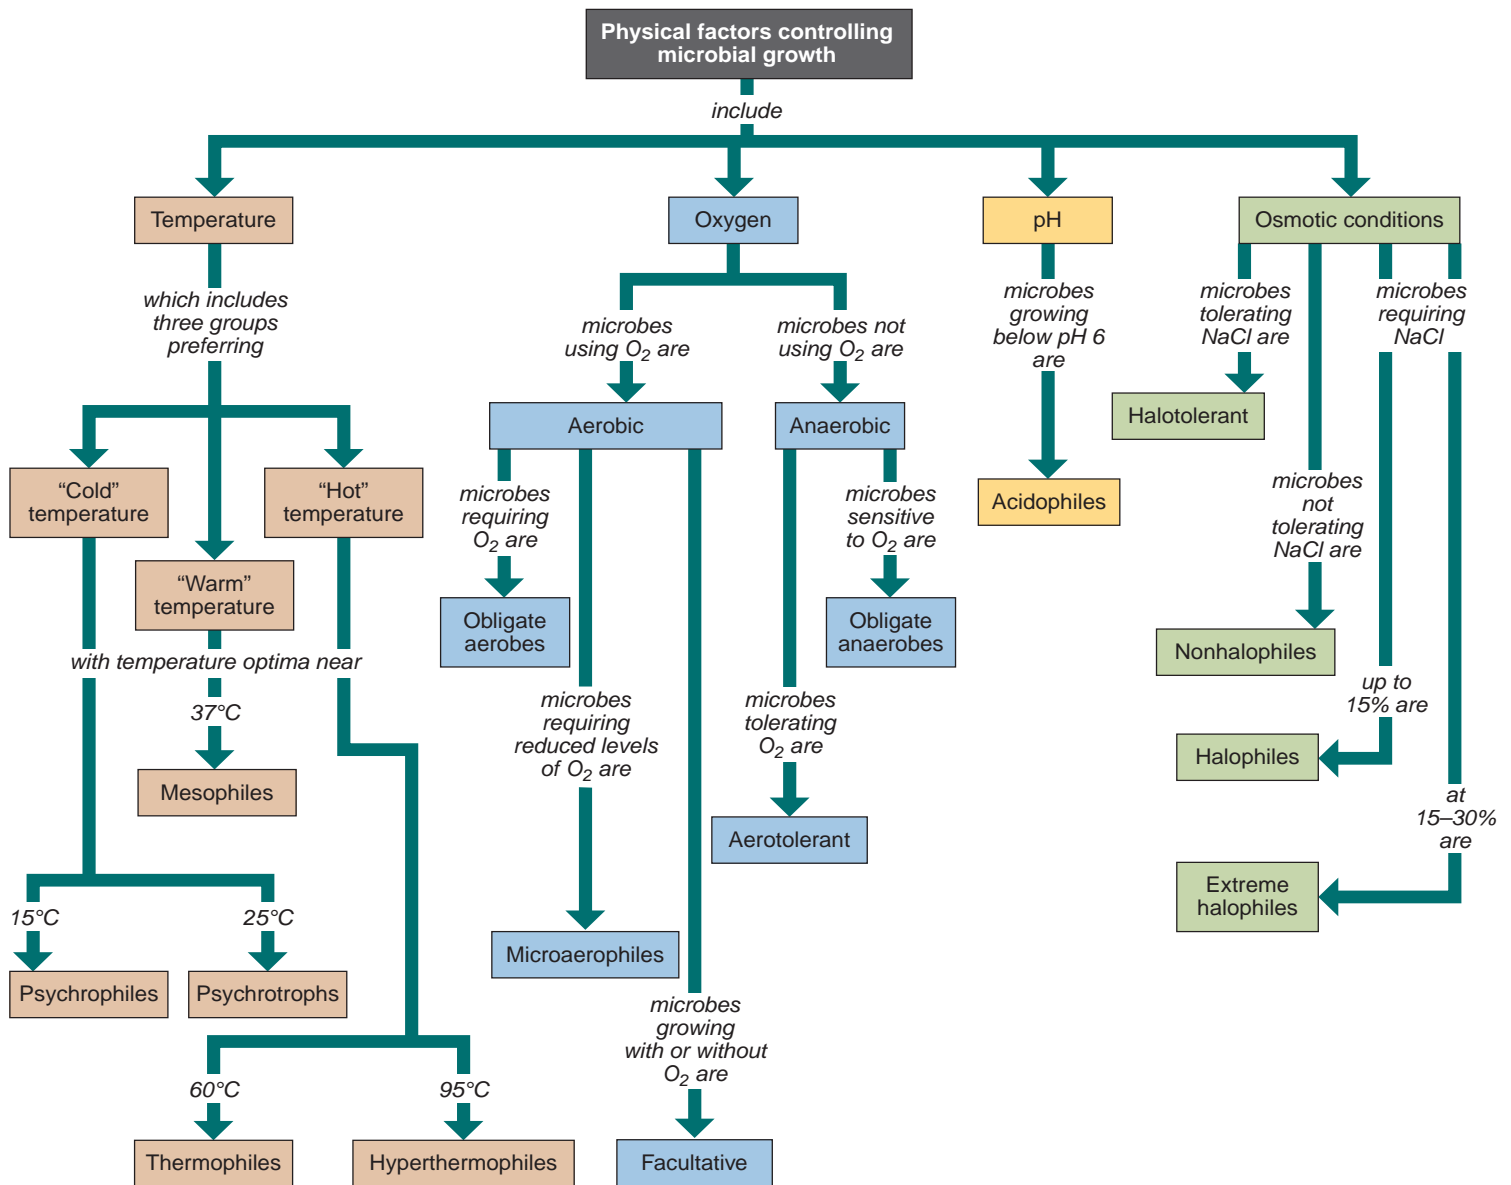 Physical factors controlling
microbial growth
include
Temperature
Oxygen
pH
Osmotic conditions
which includes
three groups
preferring
microbes
using O₂ are
microbes not
using O₂ are
microbes
growing
below pH 6
are
microbes
tolerating
NaCl are
microbes
requiring
NaCl
Aerobic
Anaerobic
Halotolerant
“Cold”
temperature
“Hot”
temperature
microbes
requiring
O₂ are
microbes
sensitive
to O₂ are
Acidophiles
microbes
not
tolerating
NaCl are
“Warm”
temperature
Obligate
aerobes
Obligate
anaerobes
Nonhalophiles
with temperature optima near
37°C
microbes
requiring
reduced levels
of O₂ are
microbes
tolerating
O₂ are
up to
15% are
Mesophiles
Halophiles
at
15–30%
are
Aerotolerant
Extreme
halophiles
15°C
25°C
Microaerophiles
Psychrophiles
Psychrotrophs
microbes
growing
with or without
O₂ are
60°C
95°C
Thermophiles
Hyperthermophiles
Facultative